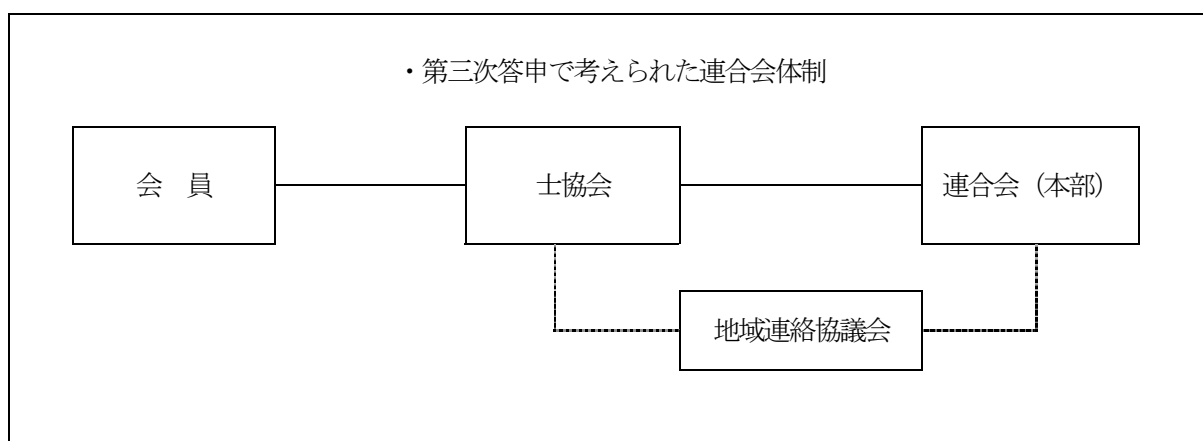 ・第三次答申で考えられた連合会体制
会　員
士協会
連合会（本部）
地域連絡協議会